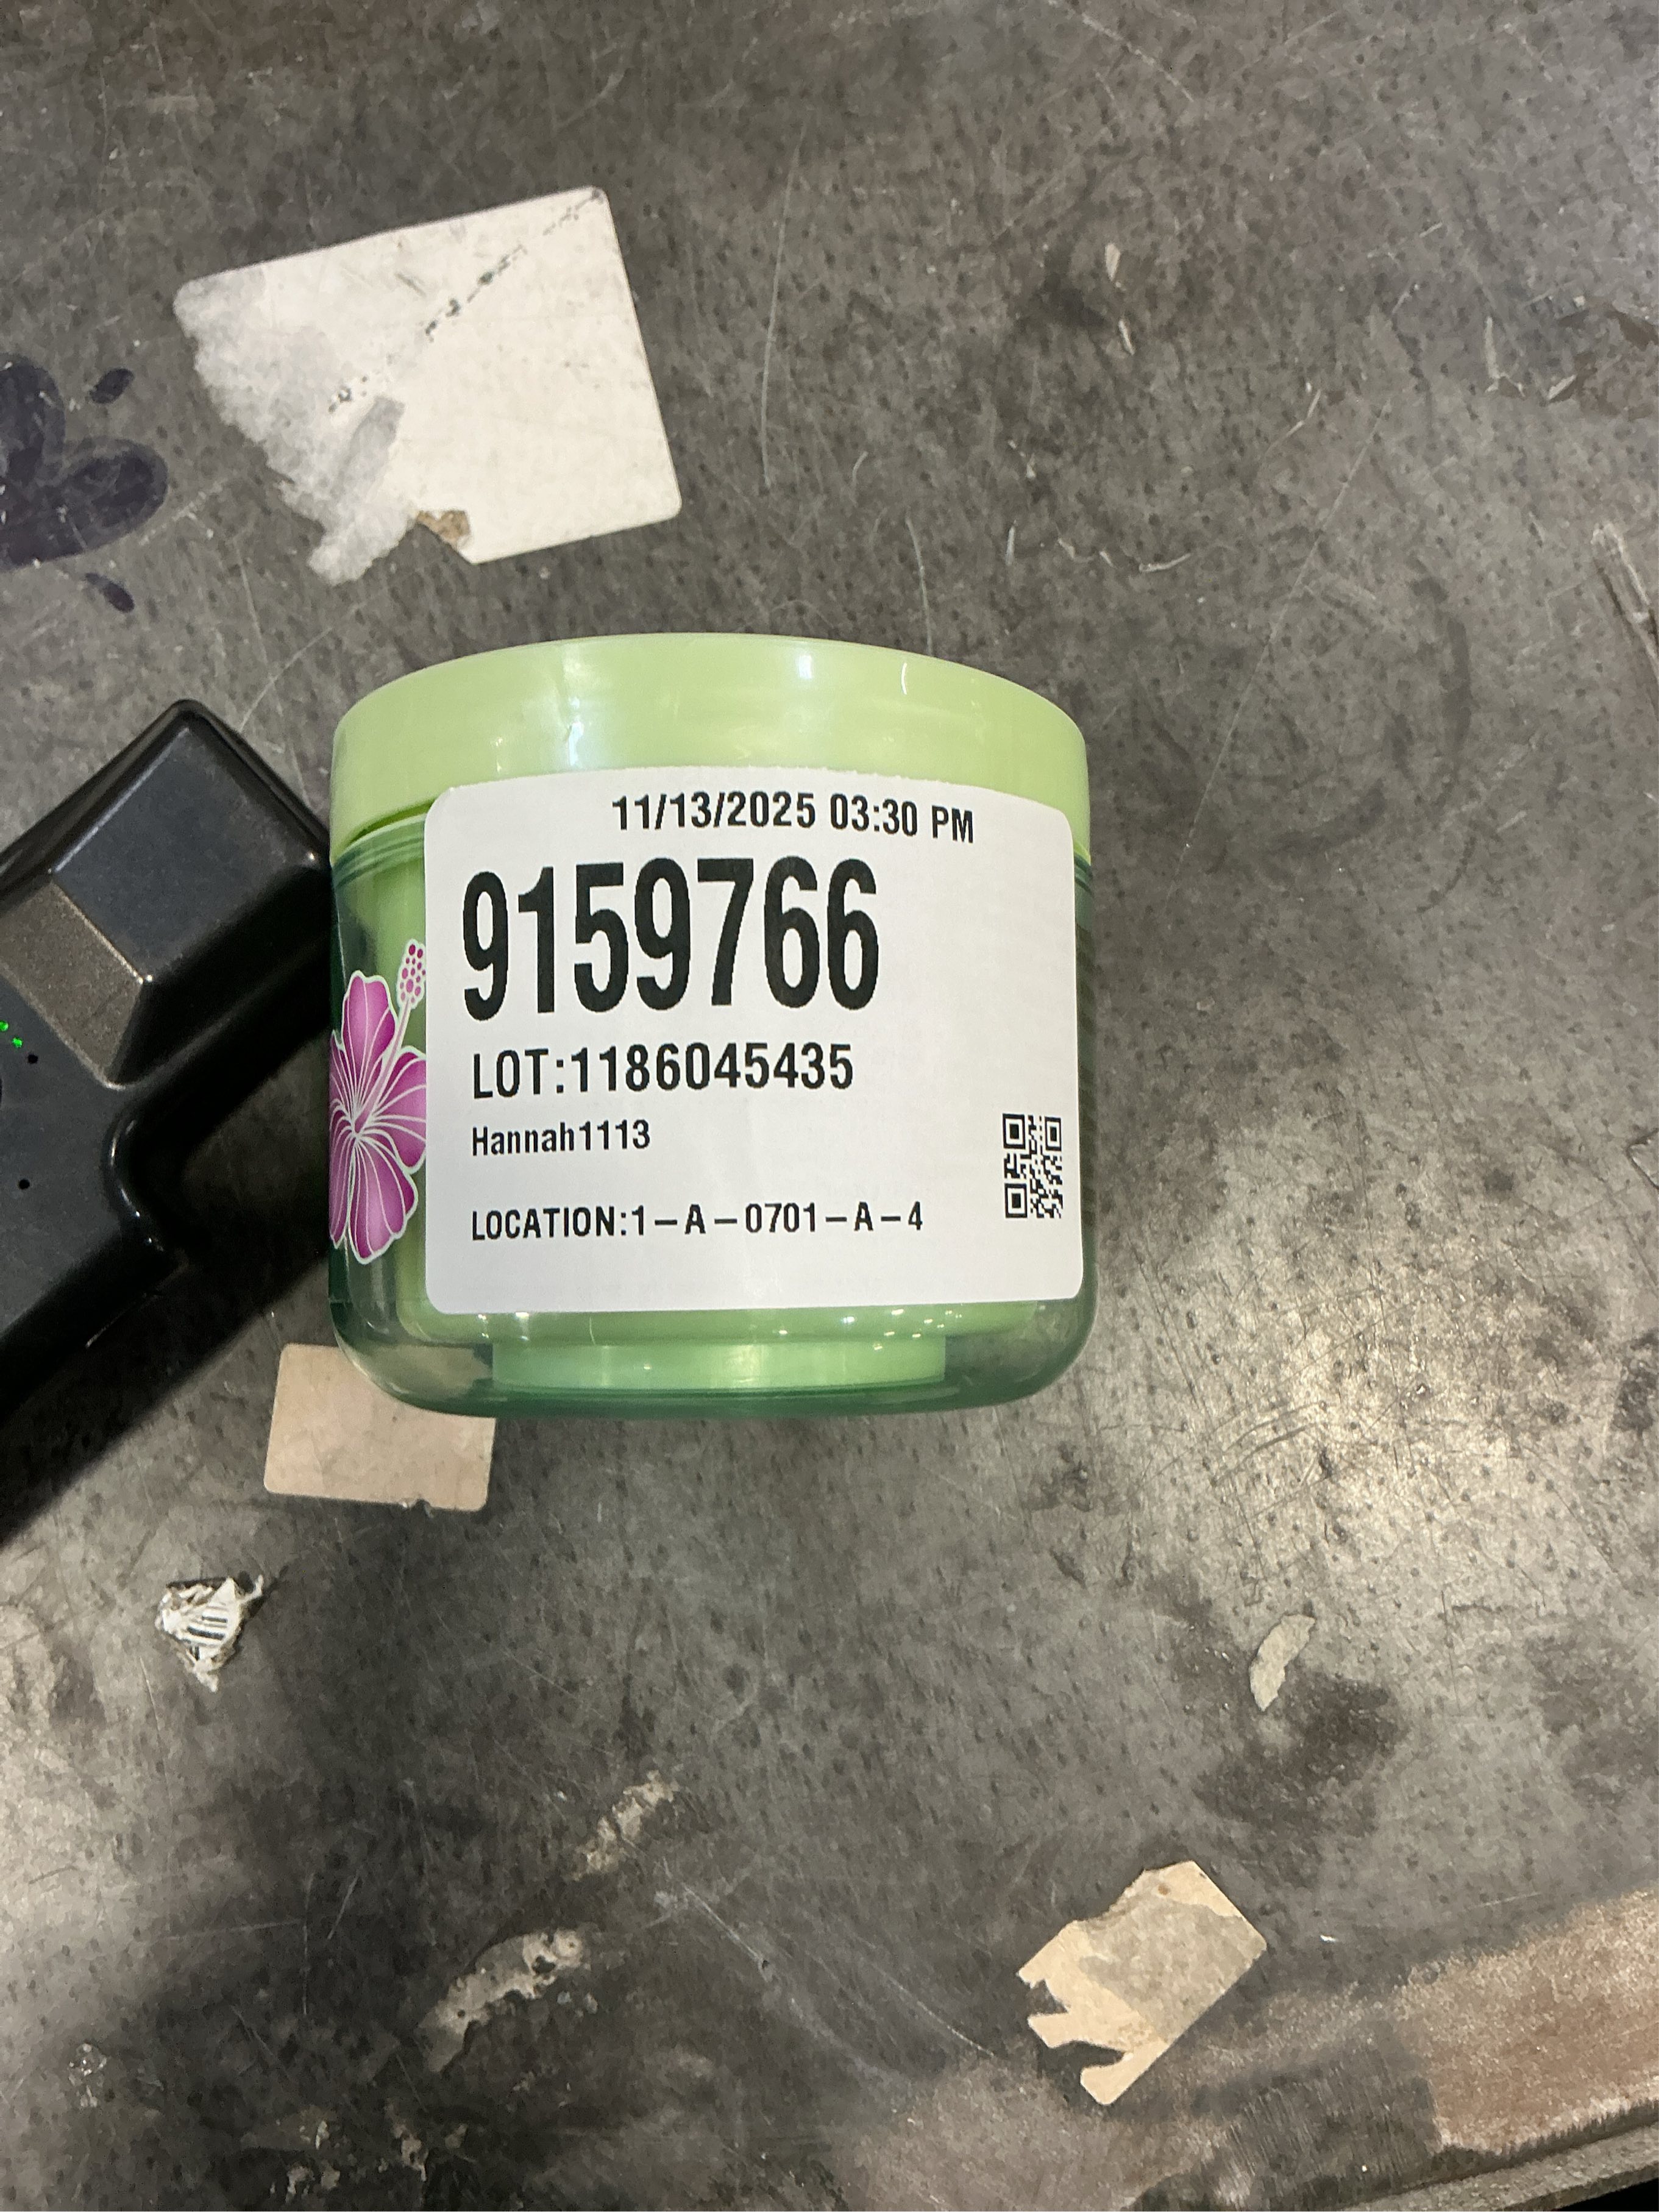 11/13/2025 03:30 PM
9159766
LOT:1186045435
Hannah1113
LOCATION:1-A-0701-A-4